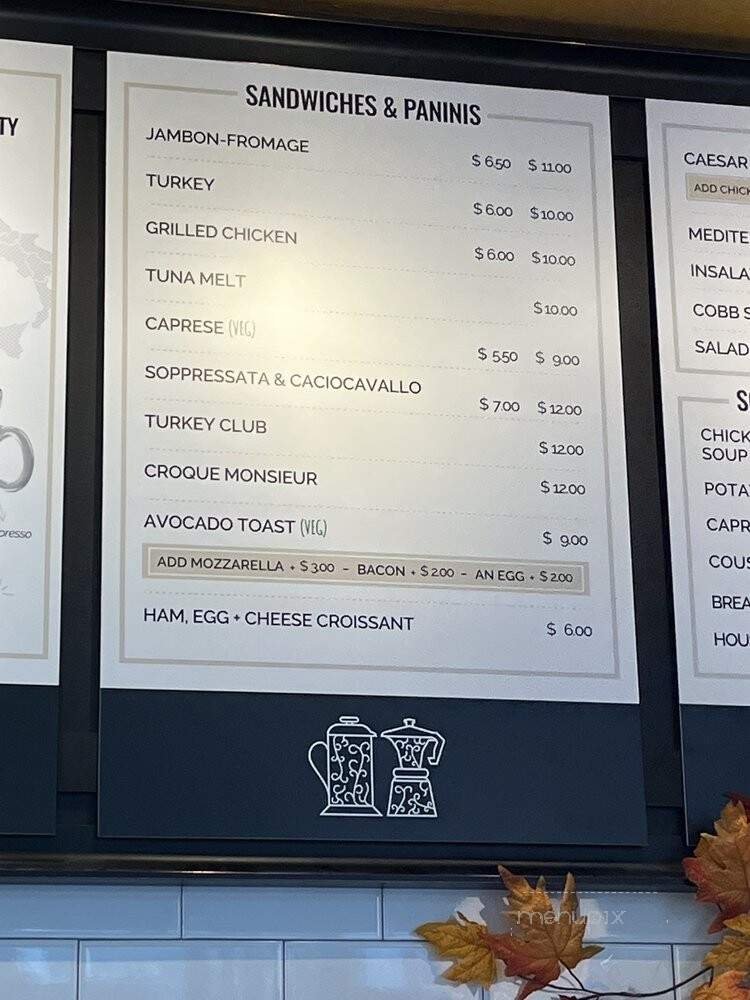 TY
presso
SANDWICHES & PANINIS
JAMBON-FROMAGE $ 6.50 $ 11.00
TURKEY $ 6.00 $10.00
GRILLED CHICKEN $ 6.00 $10.00
TUNA MELT $10.00
CAPRESE (VEG) $ 5.50 $ 9.00
SOPPRESSATA & CACIOCAVALLO $ 7.00 $12.00
TURKEY CLUB $12.00
CROQUE MONSIEUR $12.00
AVOCADO TOAST (VEG) $ 9.00
ADD MOZZARELLA + $3.00 - BACON + $2.00 - AN EGG + $2.00
HAM, EGG + CHEESE CROISSANT $ 6.00
CAESAR
ADD CHICK
MEDITE
INSALA
COBB S
SALAD
SO
CHICK
SOUP
POTA
CAPR
COUS
BREA
HOU
menupix